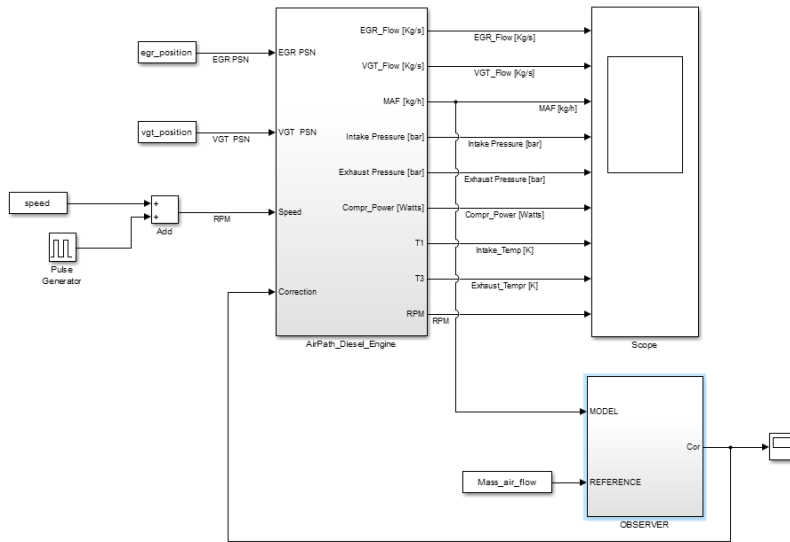 egr_position
EGR PSN
vgt_position
VGT  PSN
speed
+
+
Add
RPM
Pulse
Generator
EGR PSN
VGT  PSN
Speed
Correction
EGR_Flow [Kg/s]
VGT_Flow [Kg/s]
MAF [kg/h]
Intake Pressure [bar]
Exhaust Pressure [bar]
Compr_Power [Watts]
T1
T3
RPM
AirPath_Diesel_Engine
EGR_Flow [Kg/s]
VGT_Flow [Kg/s]
MAF [kg/h]
Intake Pressure [bar]
Exhaust Pressure [bar]
Compr_Power [Watts]
Intake_Temp [K]
Exhaust_Tempr [K]
RPM
Scope
MODEL
Cor
Mass_air_flow
REFERENCE
OBSERVER